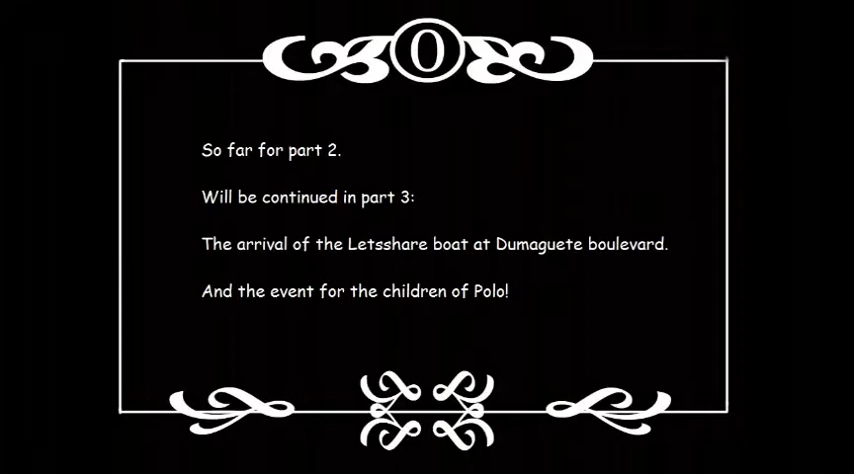 0
So far for part 2.
Will be continued in part 3:
The arrival of the Letsshare boat at Dumaguete boulevard.
And the event for the children of Polo!